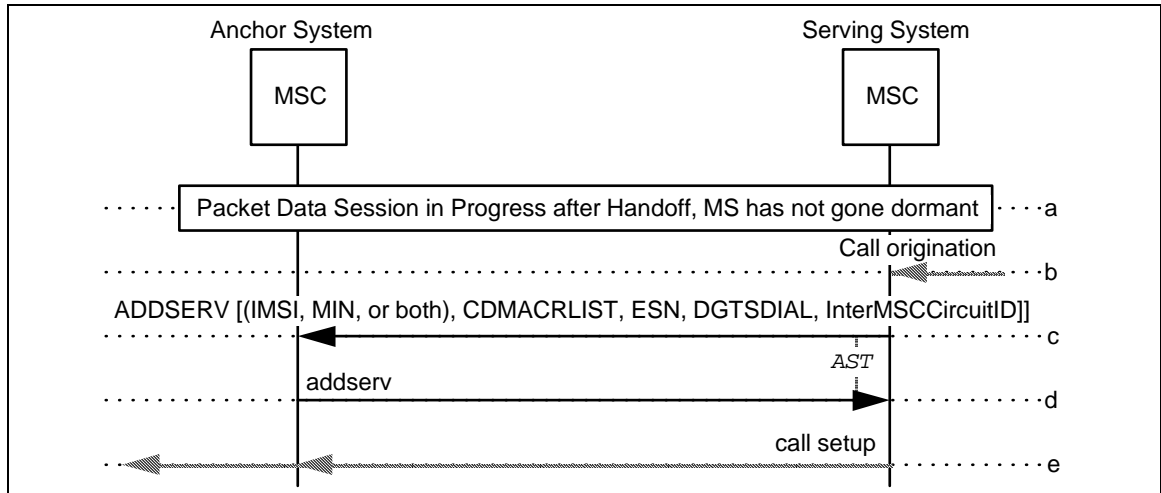 Anchor System
Serving System
MSC
MSC
Packet Data Session in Progress after Handoff, MS has not gone dormant
a
Call origination
b
ADDSERV [(IMSI, MIN, or both), CDMACRLIST, ESN, DGTSDIAL, InterMSCCircuitID]]
c
AST
addserv
d
call setup
e